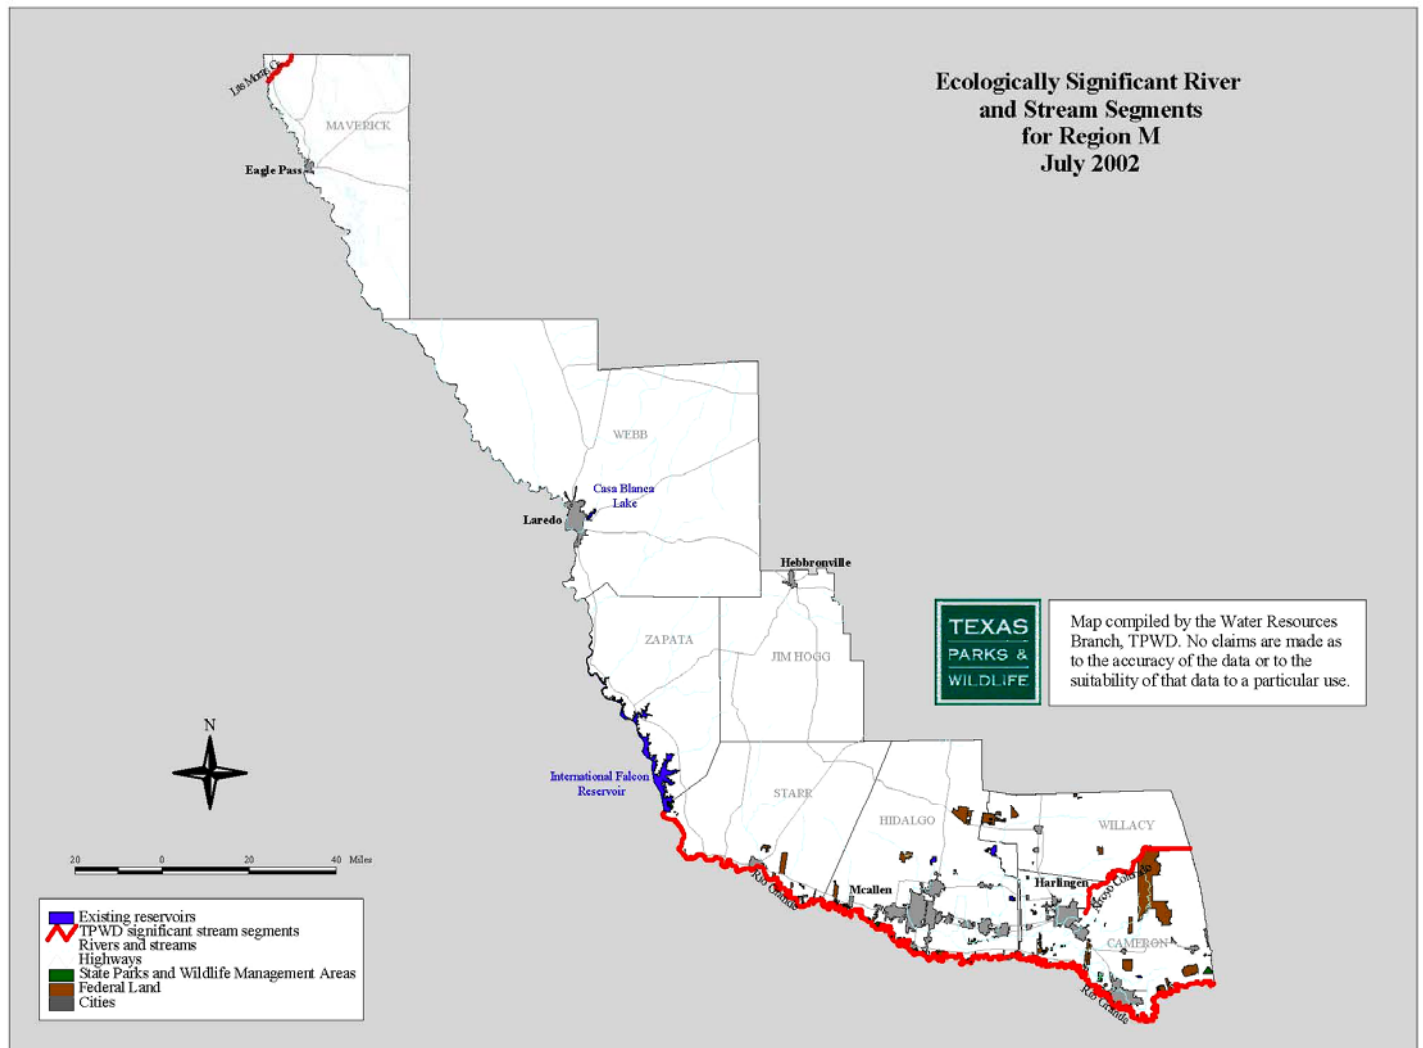 Ecologically Significant River
and Stream Segments
for Region M
July 2002
MAVERICK
Eagle Pass
WEBB
Casa Blanca
Lake
Laredo
Hebbronville
ZAPATA
JIM HOGG
TEXAS
PARKS &
WILDLIFE
Map compiled by the Water Resources
Branch, TPWD. No claims are made as
to the accuracy of the data or to the
suitability of that data to a particular use.
N
International Falcon
Reservoir
STARR
HIDALGO
WILLACY
20 0 20 40 Miles
Rio Grande
Mcallen
Harlingen
Arroyo Colorado
CAMERON
Rio Grande
Existing reservoirs
TPWD significant stream segments
Rivers and streams
Highways
State Parks and Wildlife Management Areas
Federal Land
Cities